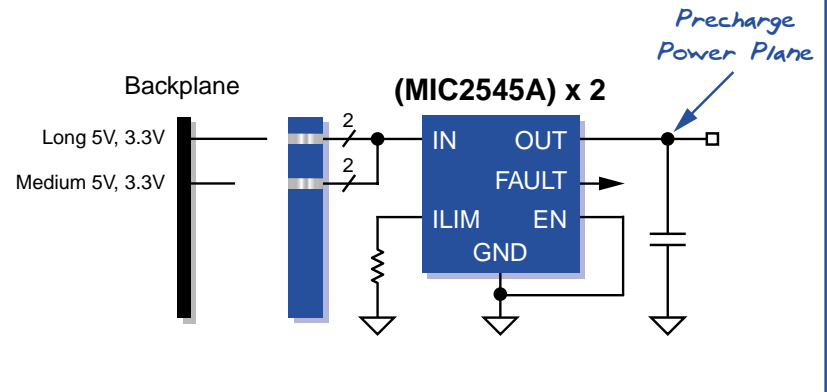 Precharge
Power Plane
Backplane
(MIC2545A) x 2
Long 5V, 3.3V
2
IN
OUT
Medium 5V, 3.3V
2
FAULT
ILIM
EN
GND